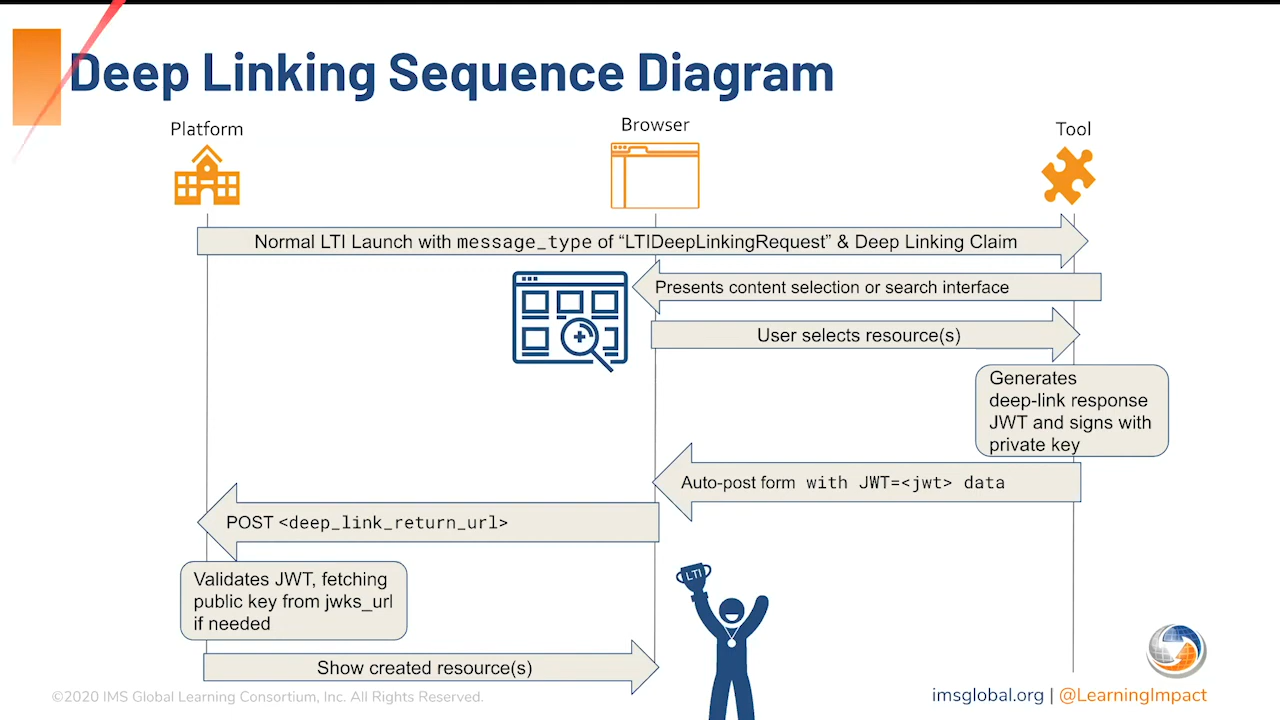 Deep Linking Sequence Diagram
Platform
Browser
Tool
Normal LTI Launch with message_type of “LTIDeepLinkingRequest” & Deep Linking Claim
Presents content selection or search interface
User selects resource(s)
Generates
deep-link response
JWT and signs with
private key
Auto-post form with JWT=<jwt> data
POST <deep_link_return_url>
Validates JWT, fetching
public key from jwks_url
if needed
LTI
Show created resource(s)
©2020 IMS Global Learning Consortium, Inc. All Rights Reserved.
imsglobal.org | @LearningImpact